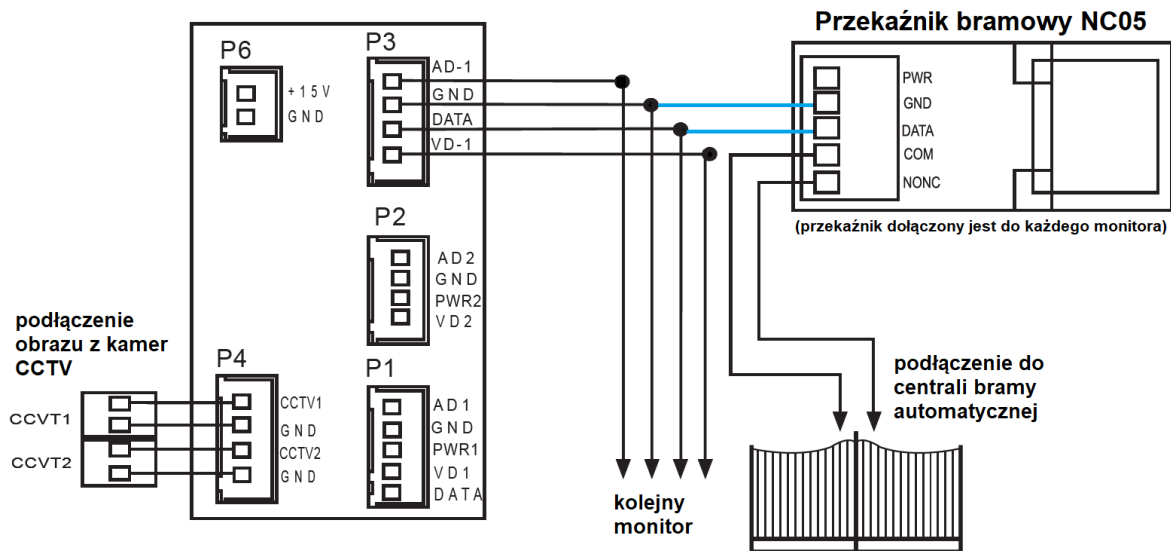 Przekaźnik bramowy NC05
P6
+15V
GND
P3
AD-1
GND
DATA
VD-1
PWR
GND
DATA
COM
NONC
(przekaźnik dołączony jest do każdego monitora)
P2
AD2
GND
PWR2
VD2
podłączenie
obrazu z kamer
CCTV
P4
CCTV1
GND
CCTV2
GND
CCVT1
CCVT2
P1
AD1
GND
PWR1
VD1
DATA
kolejny
monitor
podłączenie do
centrali bramy
automatycznej